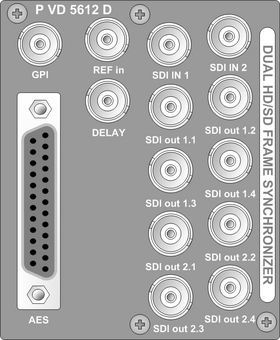 P VD 5612 D
GPI
REF in
SDI IN 1
SDI IN 2
DELAY
SDI out 1.1
SDI out 1.2
SDI out 1.3
SDI out 1.4
SDI out 2.1
SDI out 2.2
AES
SDI out 2.3
SDI out 2.4
DUAL HD/SD FRAME SYNCHRONIZER